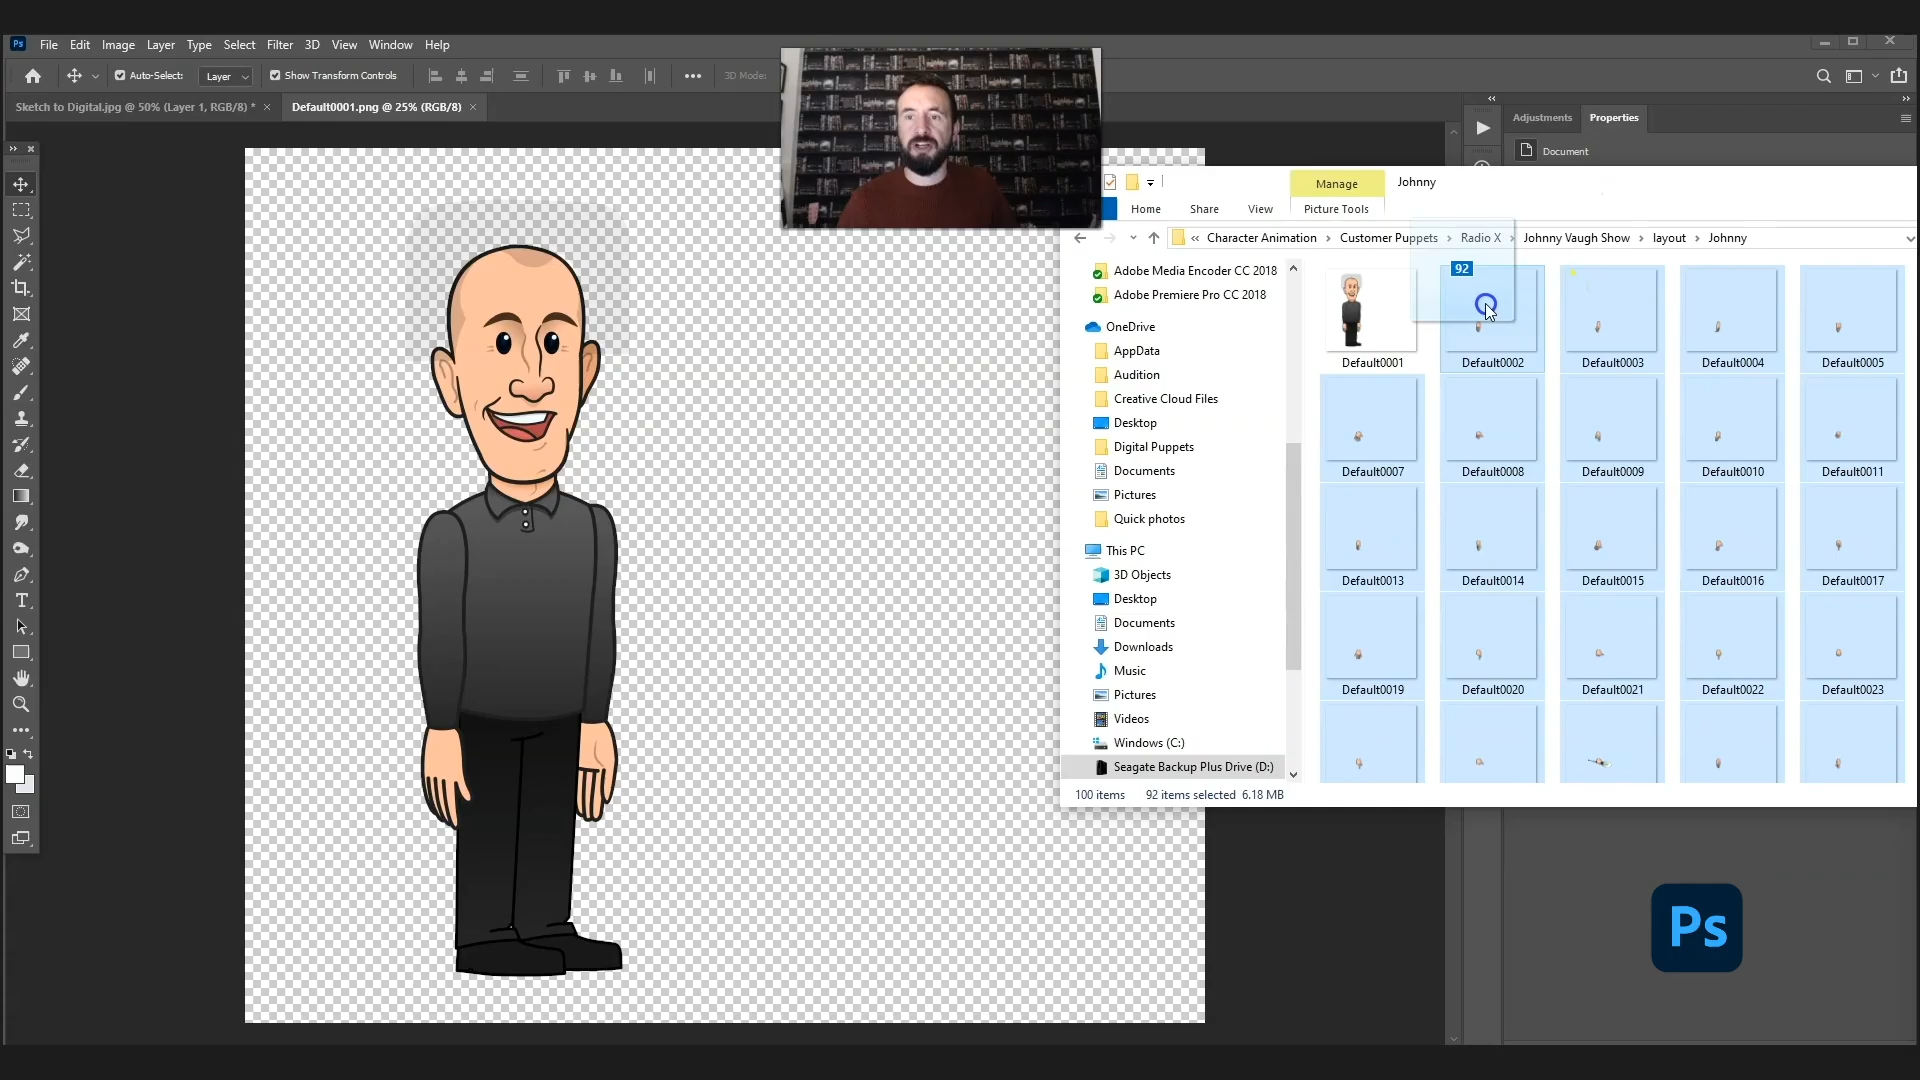 Ps File Edit Image Layer Type Select Filter 3D View Window Help
Auto-Select: Layer Show Transform Controls 3D Mode:
Sketch to Digital.jpg @ 50% (Layer 1, RGB/8) * Default0001.png @ 25% (RGB/8)
Adjustments Properties
Document
Manage Johnny
Home Share View Picture Tools
« Character Animation Customer Puppets Radio X Johnny Vaugh Show layout Johnny
Adobe Media Encoder CC 2018
Adobe Premiere Pro CC 2018
OneDrive
AppData
Audition
Creative Cloud Files
Desktop
Digital Puppets
Documents
Pictures
Quick photos
This PC
3D Objects
Desktop
Documents
Downloads
Music
Pictures
Videos
Windows (C:)
Seagate Backup Plus Drive (D:)
92
Default0001 Default0002 Default0003 Default0004 Default0005
Default0007 Default0008 Default0009 Default0010 Default0011
Default0013 Default0014 Default0015 Default0016 Default0017
Default0019 Default0020 Default0021 Default0022 Default0023
100 items 92 items selected 6.18 MB
Ps